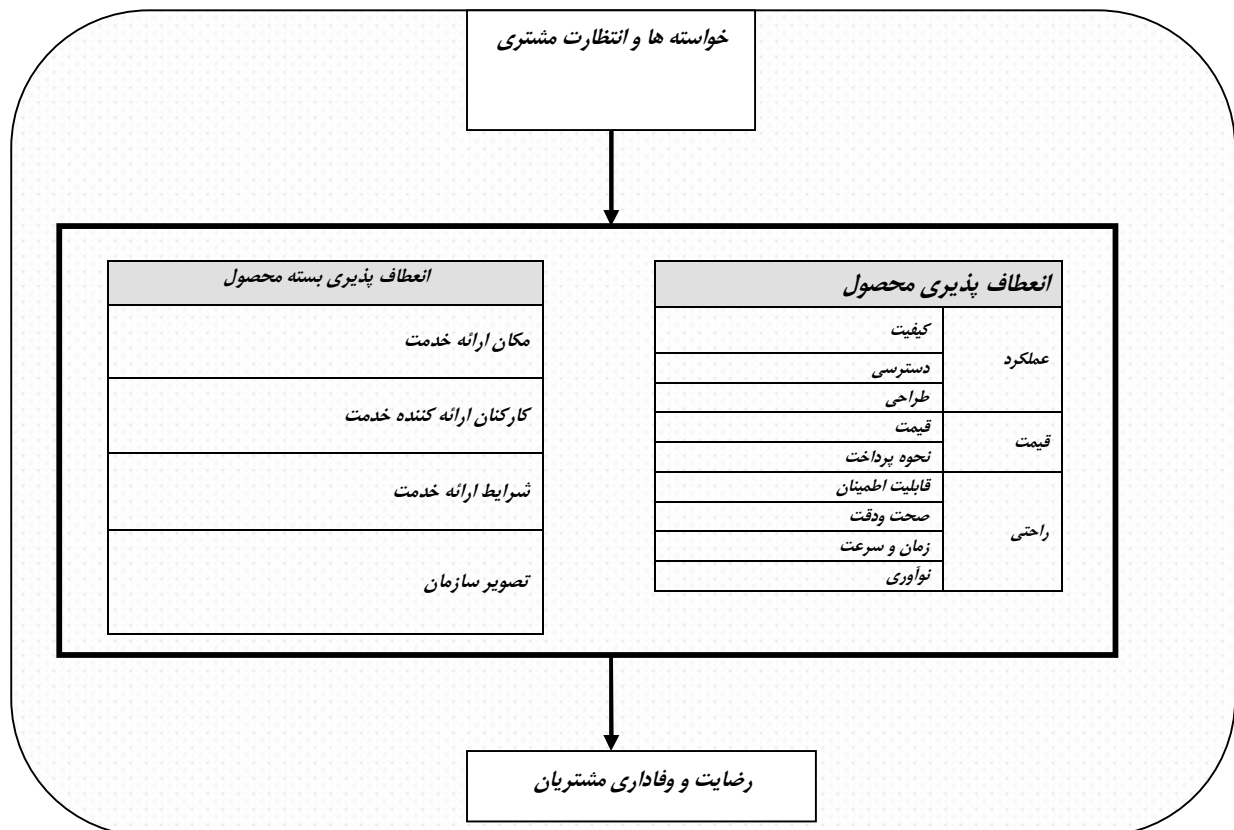 خواسته ها و انتظارت مشتری
انعطاف پذیری محصول
عملکرد
کیفیت
دسترسی
طراحی
قیمت
قیمت
نحوه پرداخت
راحتی
قابلیت اطمینان
صحت ودقت
زمان و سرعت
نوآوری
انعطاف پذیری بسته محصول
مکان ارائه خدمت
کارکنان ارائه کننده خدمت
شرایط ارائه خدمت
تصویر سازمان
رضایت و وفاداری مشتریان